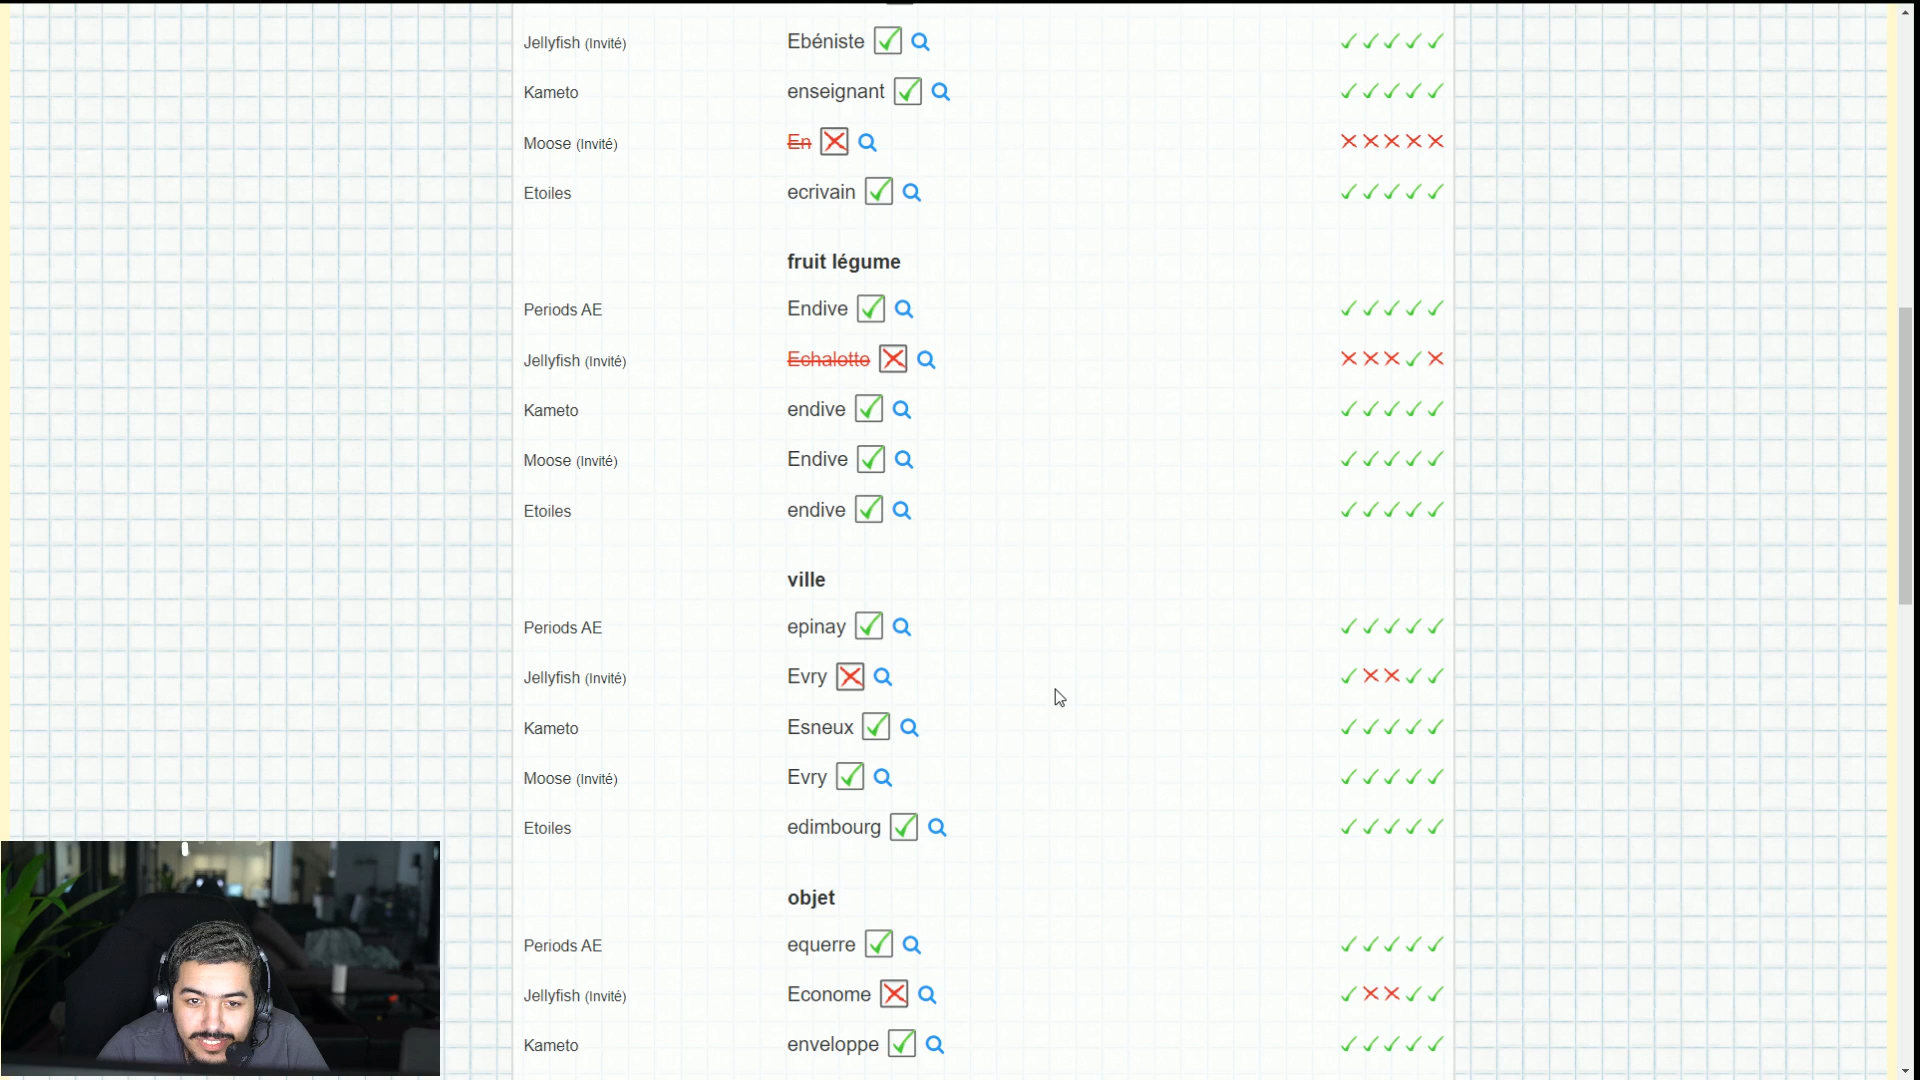 Jellyfish (Invité) Ebéniste
Kameto enseignant
Moose (Invité) En
Etoiles ecrivain
fruit légume
Periods AE Endive
Jellyfish (Invité) Echalotte
Kameto endive
Moose (Invité) Endive
Etoiles endive
ville
Periods AE epinay
Jellyfish (Invité) Evry
Kameto Esneux
Moose (Invité) Evry
Etoiles edimbourg
objet
Periods AE equerre
Jellyfish (Invité) Econome
Kameto enveloppe